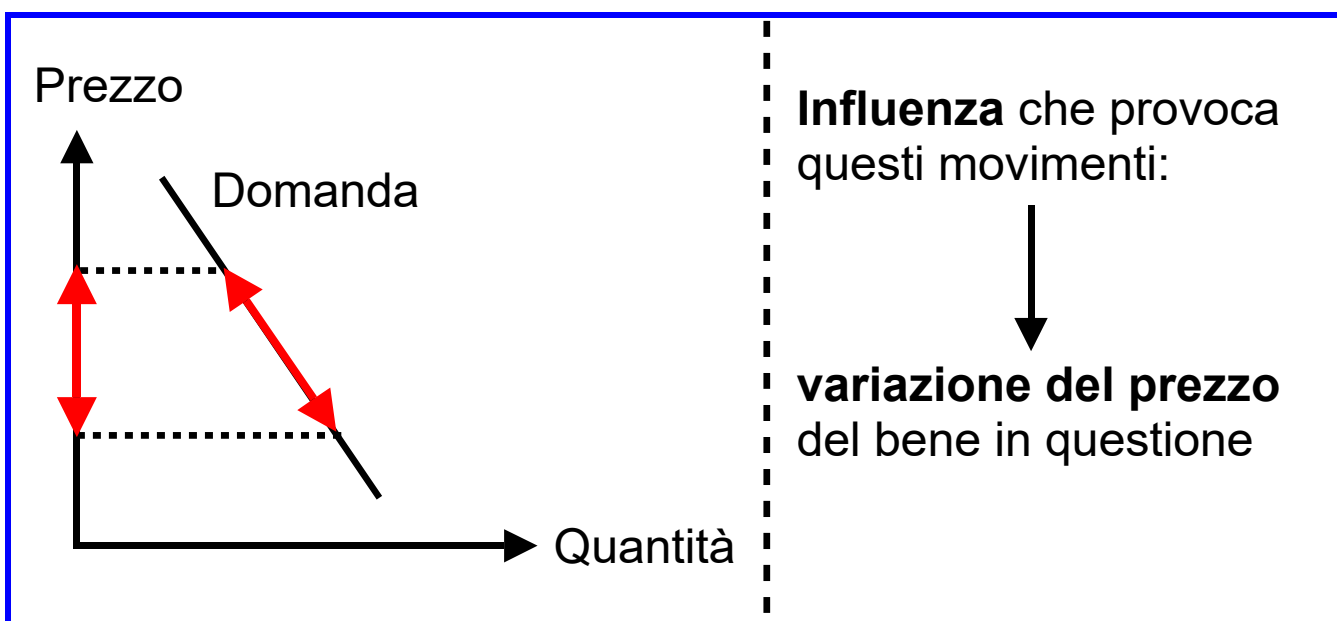 Prezzo
Domanda
Quantità
Influenza che provoca
questi movimenti:
variazione del prezzo
del bene in questione